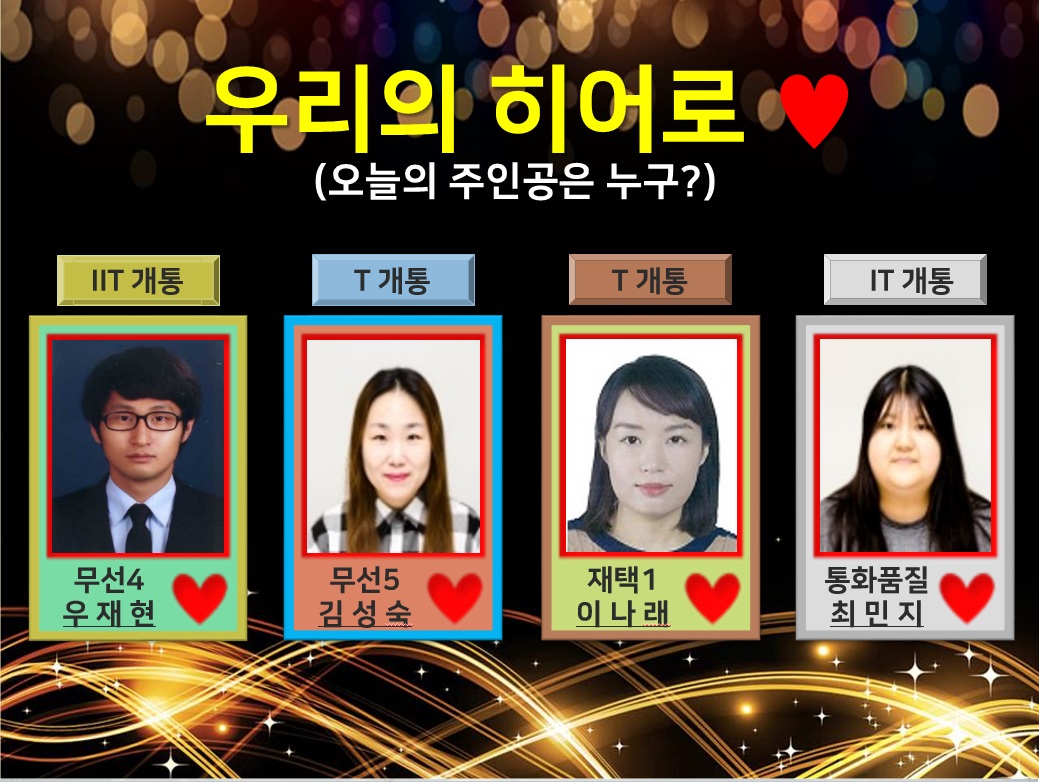 우리의 히어로
(오늘의 주인공은 누구?)
IIT 개통
T 개통
T 개통
IT 개통
무선4
우 재 현
무선5
김 성 숙
재택1
이 나 래
통화품질
최 민 지